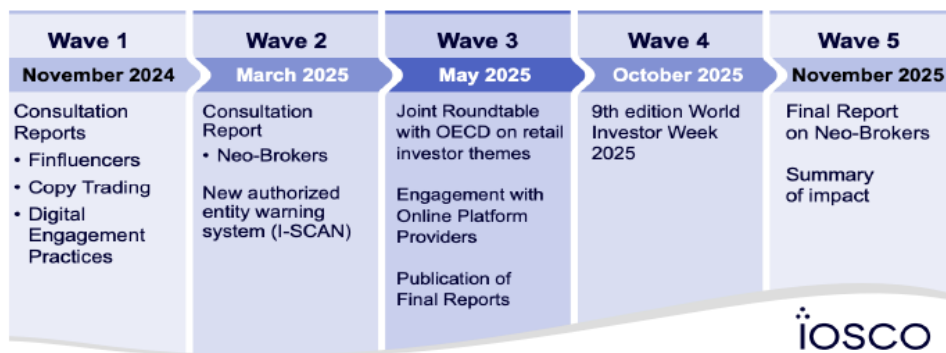 Wave 1
November 2024
Consultation
Reports
• Finfluencers
• Copy Trading
• Digital
Engagement
Practices
Wave 2
March 2025
Consultation
Report
• Neo-Brokers
New authorized
entity warning
system (I-SCAN)
Wave 3
May 2025
Joint Roundtable
with OECD on retail
investor themes
Engagement with
Online Platform
Providers
Publication of
Final Reports
Wave 4
October 2025
9th edition World
Investor Week
2025
Wave 5
November 2025
Final Report
on Neo-Brokers
Summary
of impact
iosco